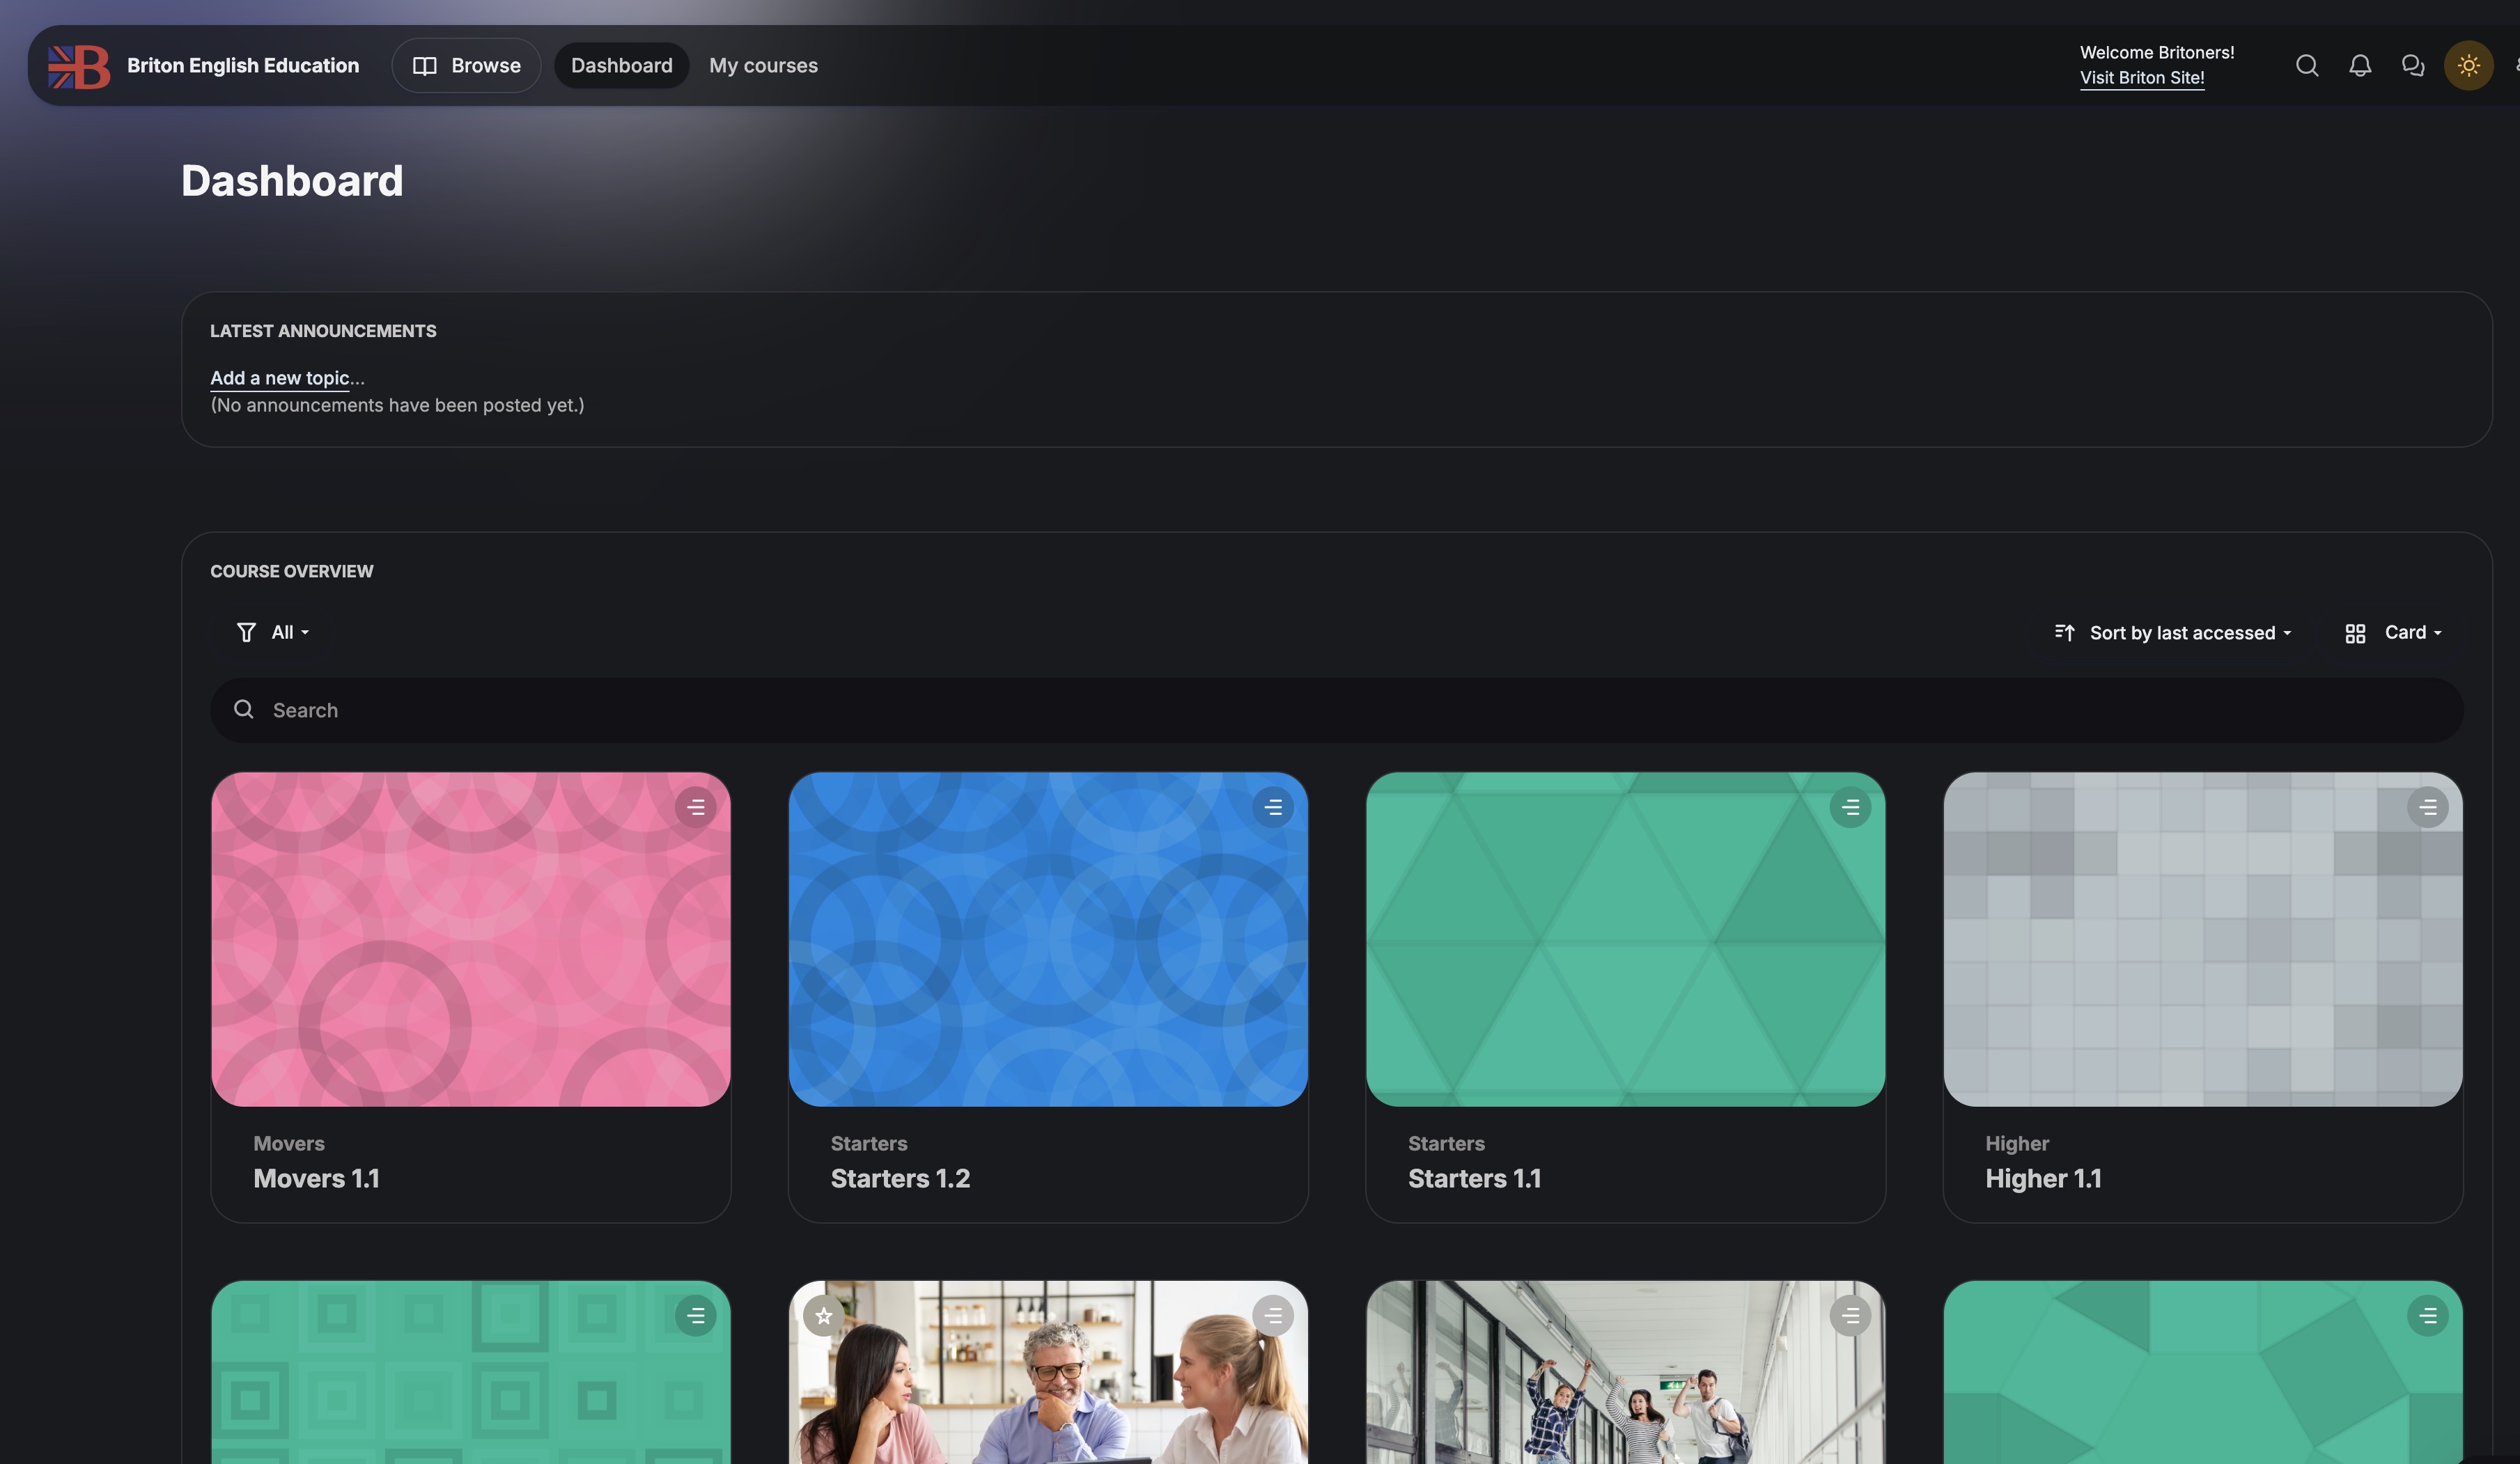 B
Briton English Education
Browse
Dashboard
My courses
Welcome Britoners!
Visit Briton Site!
Dashboard
LATEST ANNOUNCEMENTS
Add a new topic...
(No announcements have been posted yet.)
COURSE OVERVIEW
All
Sort by last accessed
Card
Search
Movers
Movers 1.1
Starters
Starters 1.2
Starters
Starters 1.1
Higher
Higher 1.1